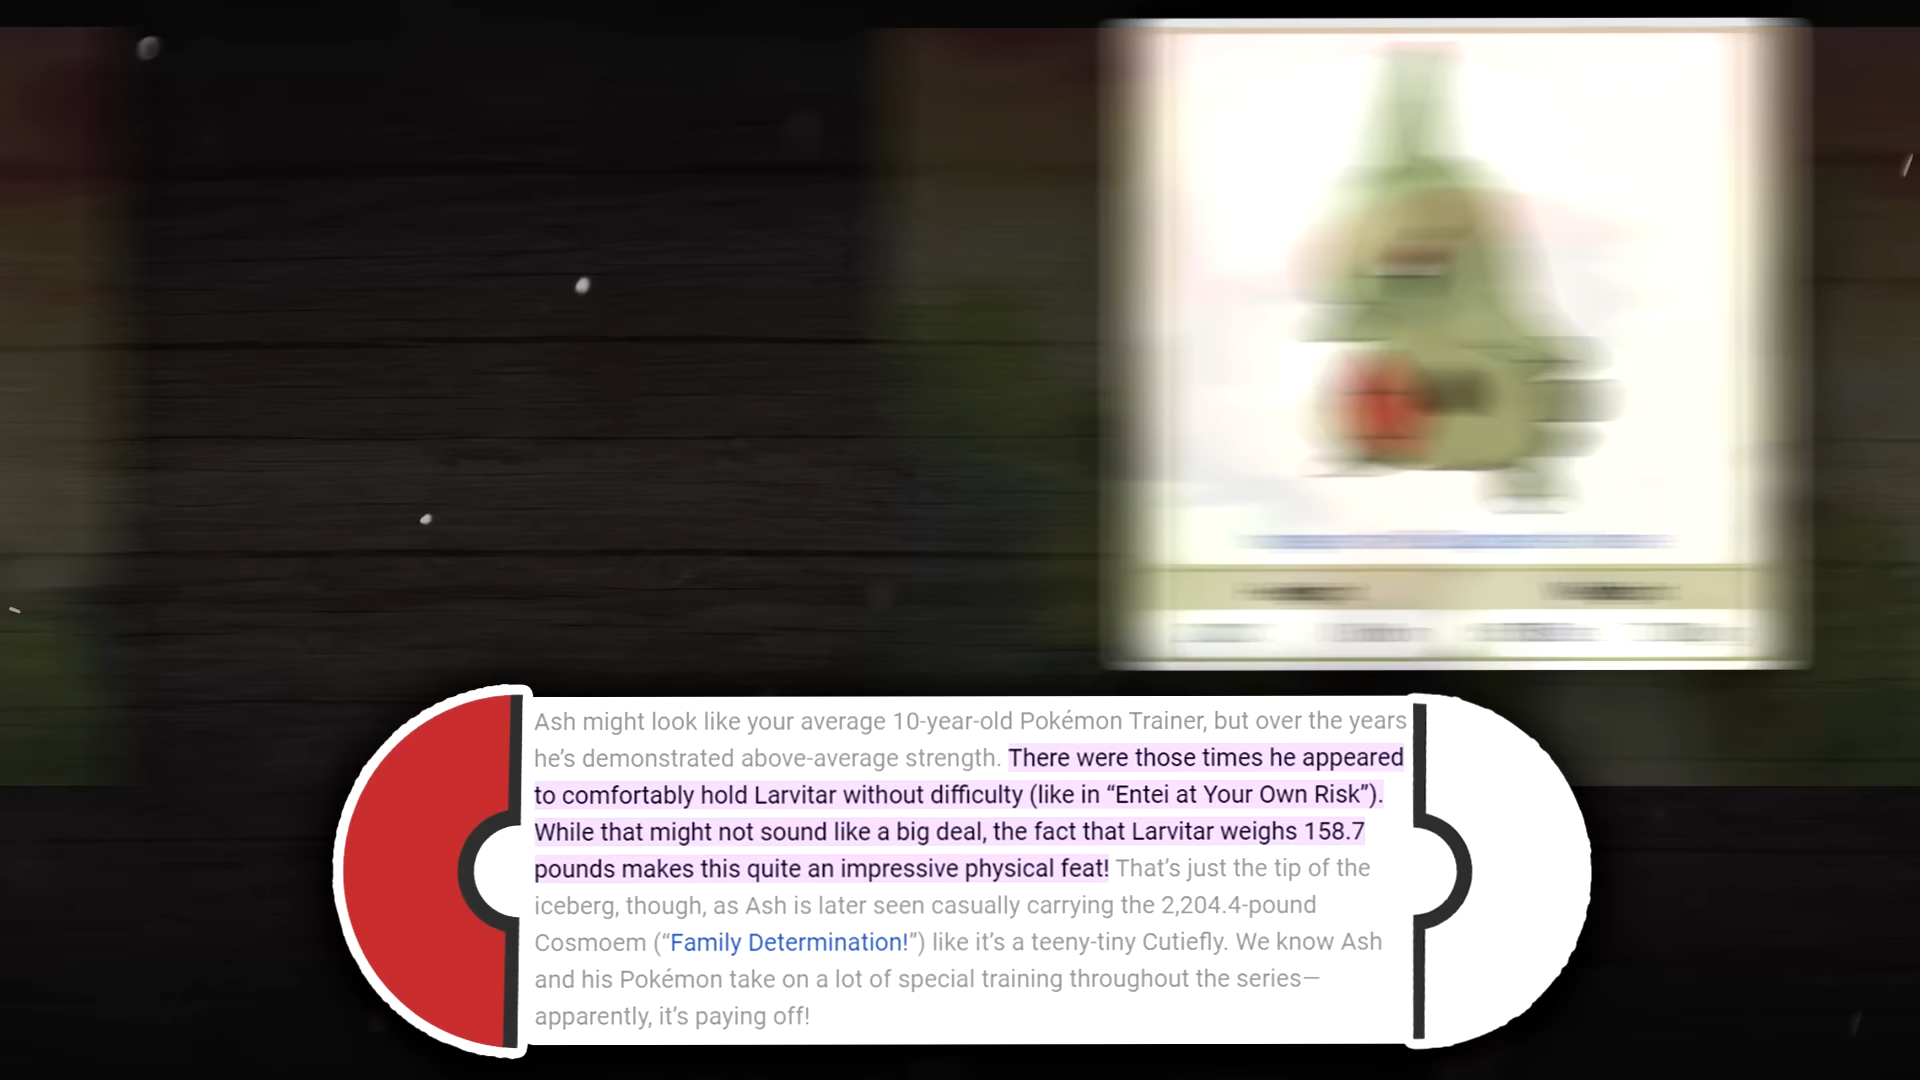 Ash might look like your average 10-year-old Pokémon Trainer, but over the years
he’s demonstrated above-average strength. There were those times he appeared
to comfortably hold Larvitar without difficulty (like in “Entei at Your Own Risk”).
While that might not sound like a big deal, the fact that Larvitar weighs 158.7
pounds makes this quite an impressive physical feat! That’s just the tip of the
iceberg, though, as Ash is later seen casually carrying the 2,204.4-pound
Cosmoem (“Family Determination!”) like it’s a teeny-tiny Cutiefly. We know Ash
and his Pokémon take on a lot of special training throughout the series—
apparently, it’s paying off!